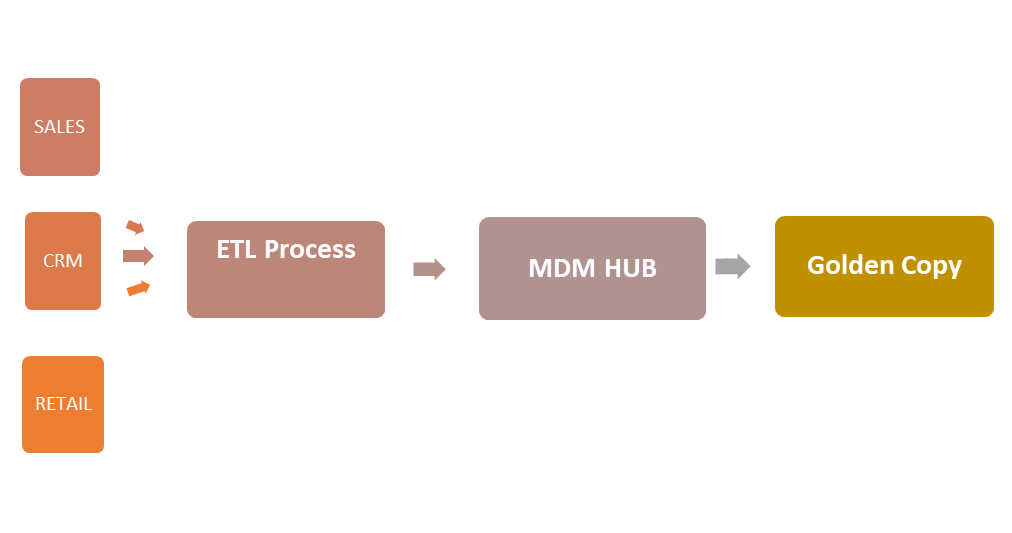 SALES
CRM
RETAIL
ETL Process
MDM HUB
Golden Copy